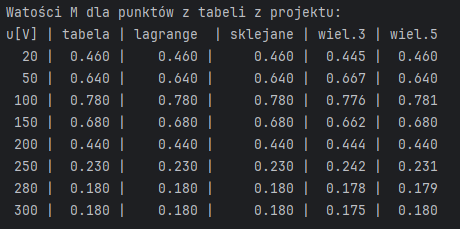 Watości M dla punktów z tabeli z projektu:
u[V] | tabela | lagrange  | sklejane | wiel.3 | wiel.5
  20 |  0.460 |    0.460 |     0.460 |  0.445 |  0.460
  50 |  0.640 |    0.640 |     0.640 |  0.667 |  0.640
 100 |  0.780 |    0.780 |     0.780 |  0.776 |  0.781
 150 |  0.680 |    0.680 |     0.680 |  0.662 |  0.680
 200 |  0.440 |    0.440 |     0.440 |  0.444 |  0.440
 250 |  0.230 |    0.230 |     0.230 |  0.242 |  0.231
 280 |  0.180 |    0.180 |     0.180 |  0.178 |  0.179
 300 |  0.180 |    0.180 |     0.180 |  0.175 |  0.180